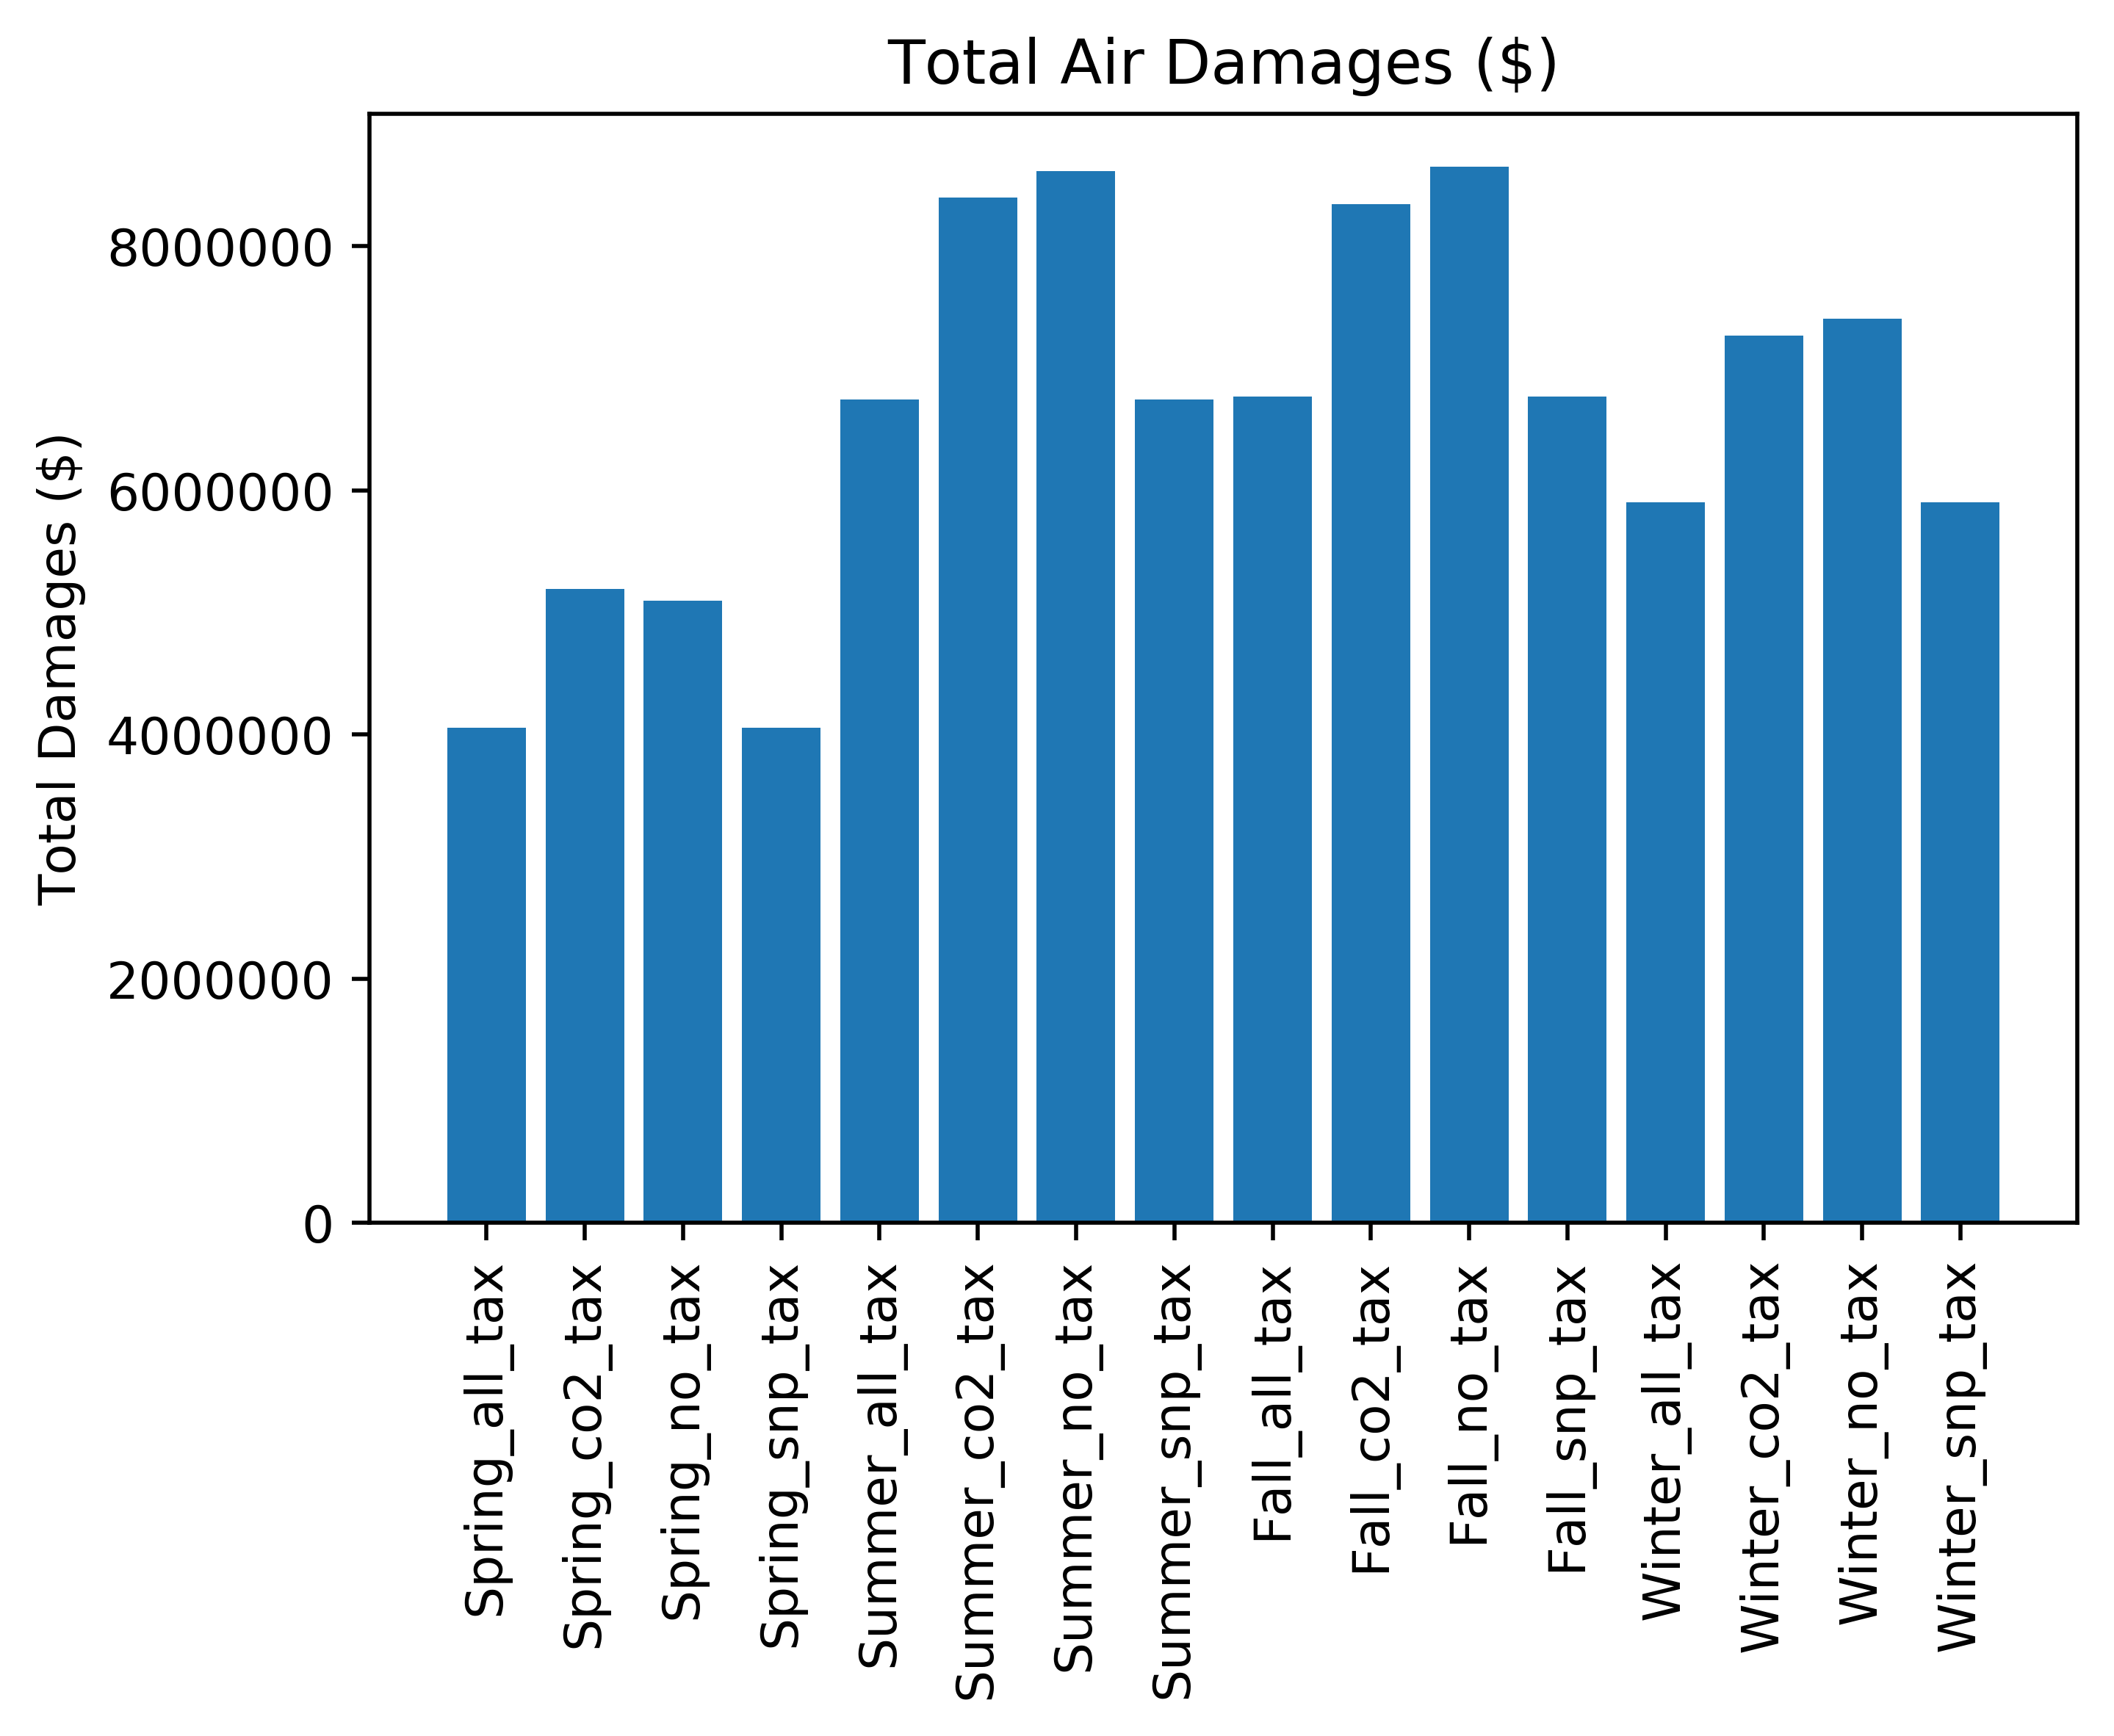 Total Air Damages ($)
Total Damages ($)
8000000
6000000
4000000
2000000
0
Spring_all_tax
Spring_co2_tax
Spring_no_tax
Spring_snp_tax
Summer_all_tax
Summer_co2_tax
Summer_no_tax
Summer_snp_tax
Fall_all_tax
Fall_co2_tax
Fall_no_tax
Fall_snp_tax
Winter_all_tax
Winter_co2_tax
Winter_no_tax
Winter_snp_tax